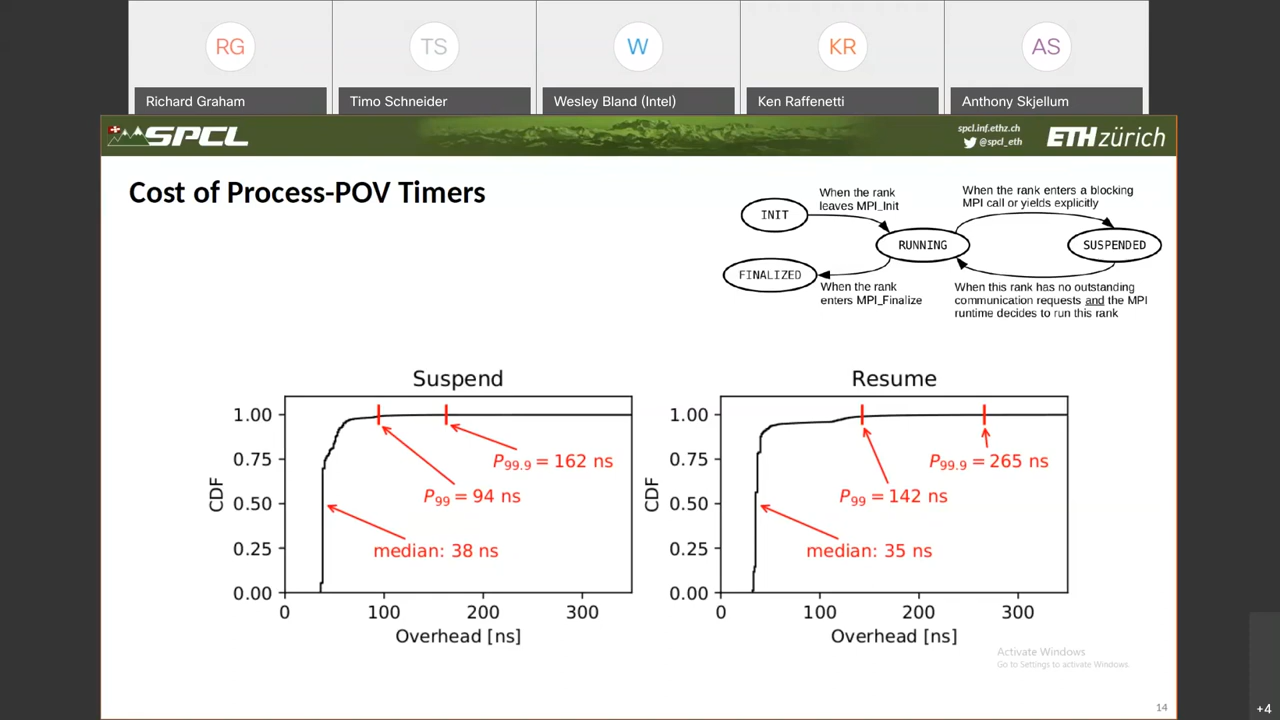 RG
TS
W
KR
AS
Richard Graham
Timo Schneider
Wesley Bland (Intel)
Ken Raffenetti
Anthony Skjellum
SPCL
spcl.inf.ethz.ch
@spcl_eth
ETH zürich
Cost of Process-POV Timers
When the rank
leaves MPI_Init
When the rank enters a blocking
MPI call or yields explicitly
INIT
RUNNING
SUSPENDED
FINALIZED
When the rank
enters MPI_Finalize
When this rank has no outstanding
communication requests and the MPI
runtime decides to run this rank
Suspend
CDF
1.00
0.75
0.50
0.25
0.00
P99.9 = 162 ns
P99 = 94 ns
median: 38 ns
0 100 200 300
Overhead [ns]
Resume
CDF
1.00
0.75
0.50
0.25
0.00
P99.9 = 265 ns
P99 = 142 ns
median: 35 ns
0 100 200 300
Overhead [ns]
Activate Windows
Go to Settings to activate Windows.
14
+4